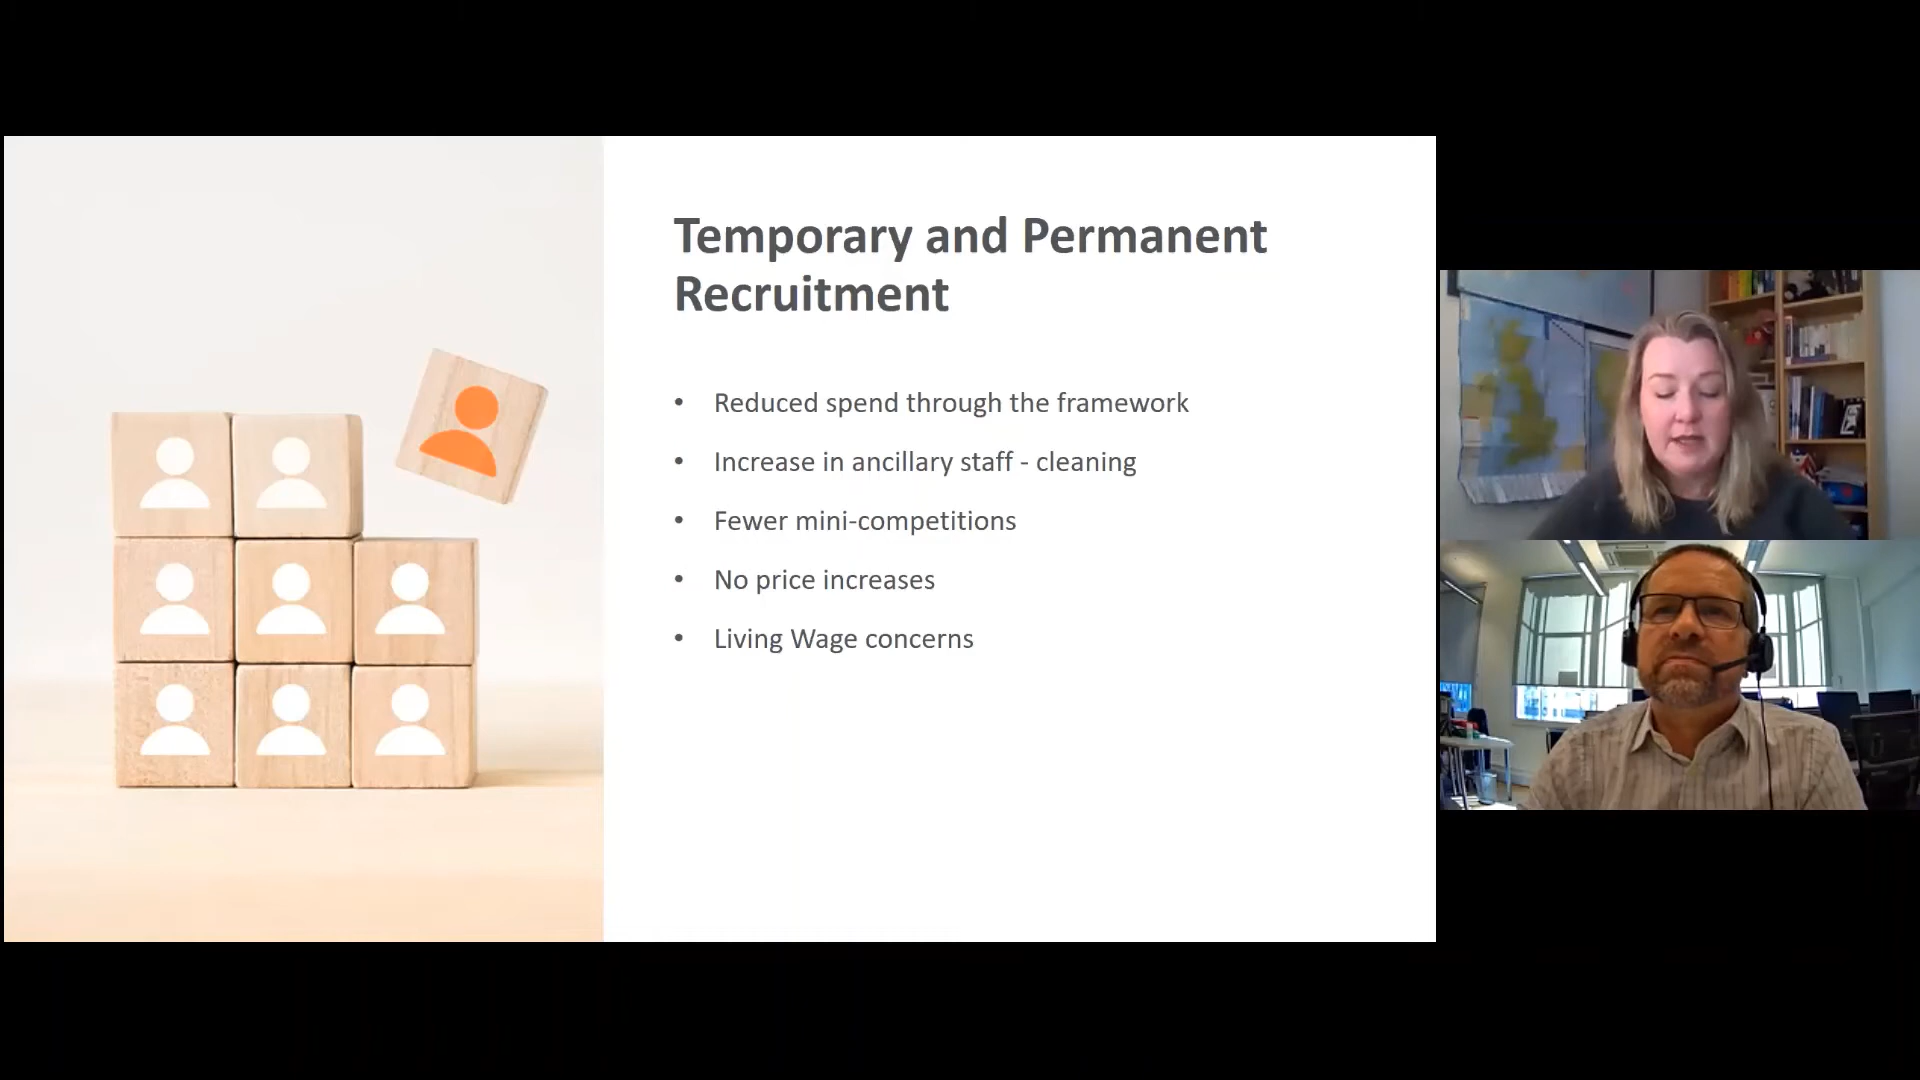 Temporary and Permanent
Recruitment
• Reduced spend through the framework
• Increase in ancillary staff - cleaning
• Fewer mini-competitions
• No price increases
• Living Wage concerns